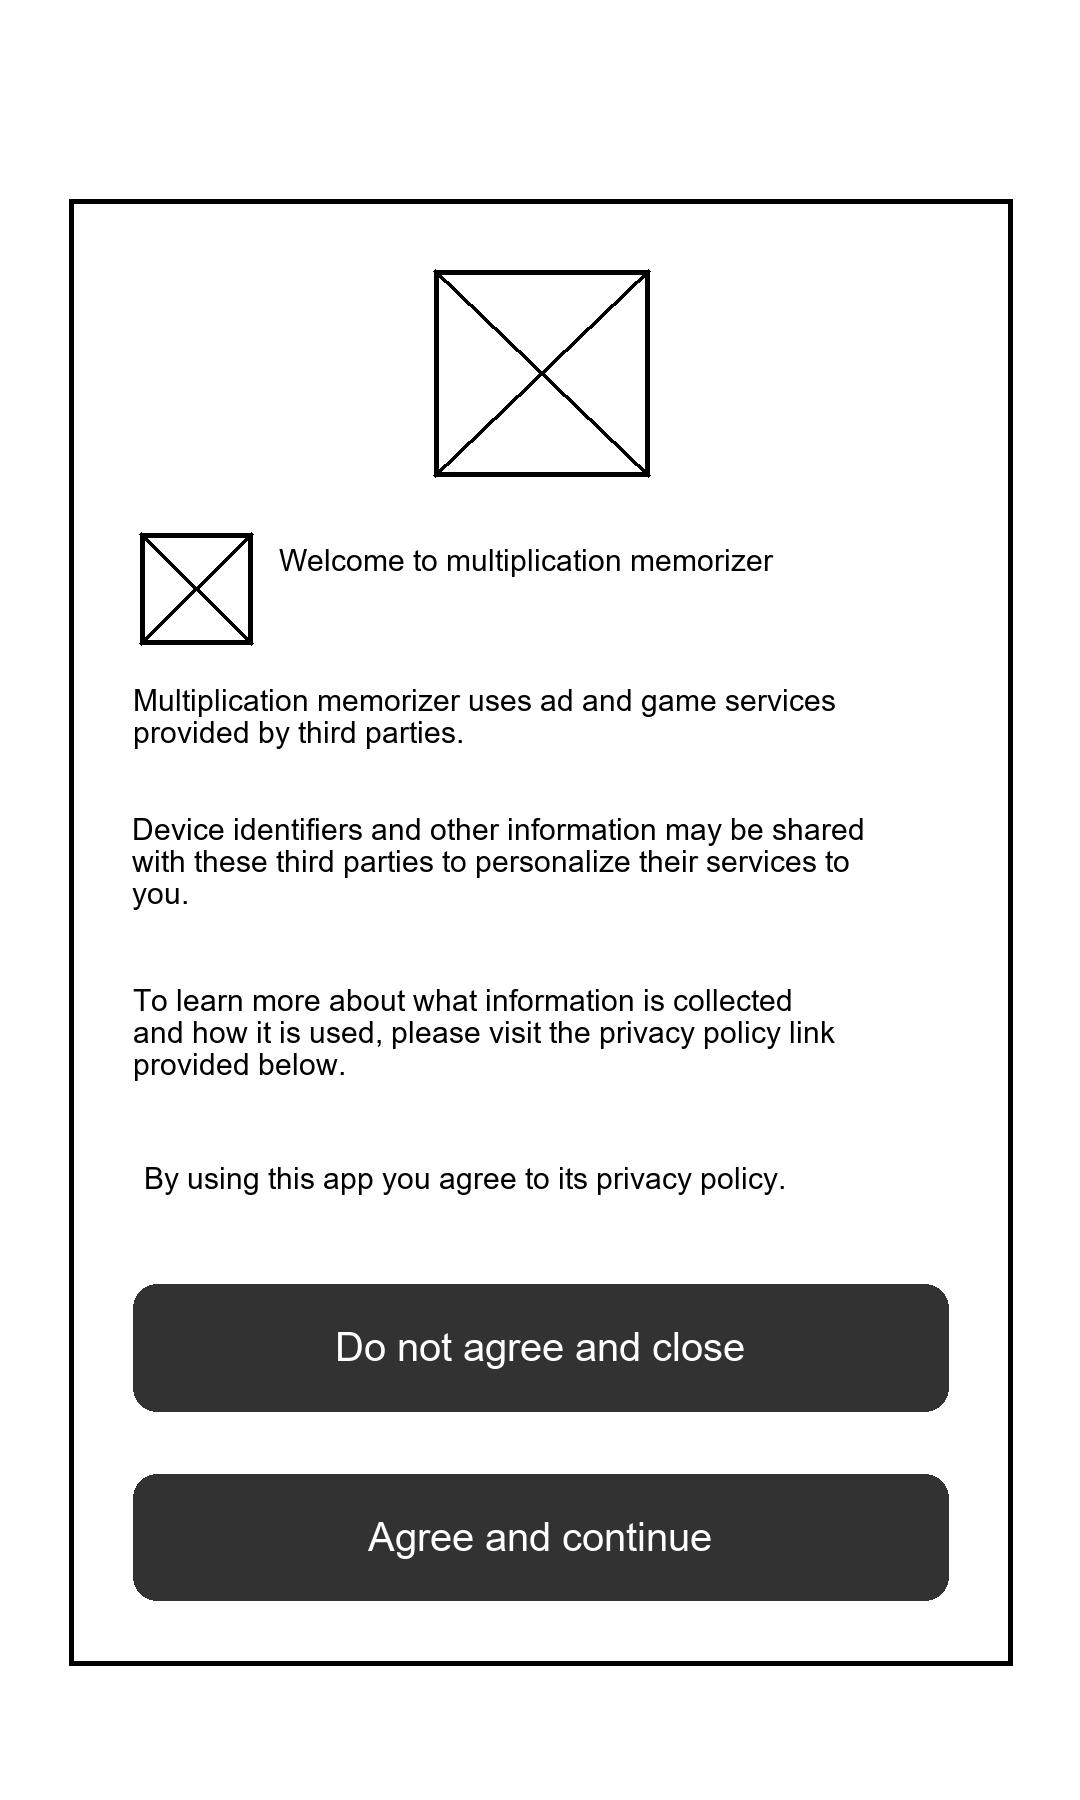 Welcome to multiplication memorizer
Multiplication memorizer uses ad and game services
provided by third parties.
Device identifiers and other information may be shared
with these third parties to personalize their services to
you.
To learn more about what information is collected
and how it is used, please visit the privacy policy link
provided below.
By using this app you agree to its privacy policy.
Do not agree and close
Agree and continue